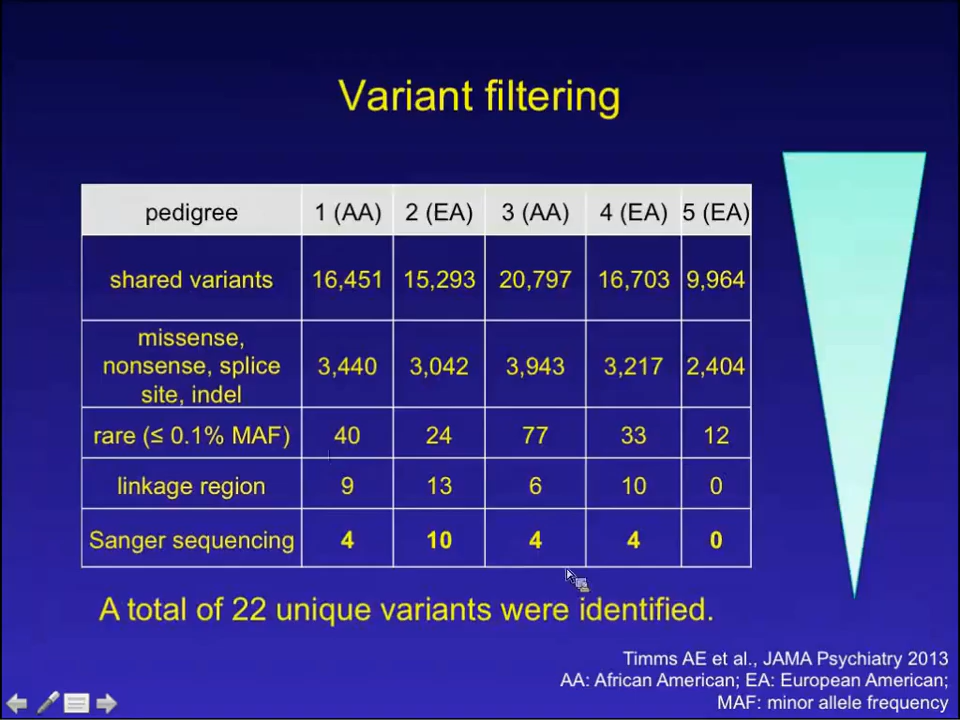 Variant filtering
pedigree 1 (AA) 2 (EA) 3 (AA) 4 (EA) 5 (EA)
shared variants 16,451 15,293 20,797 16,703 9,964
missense,
nonsense, splice 3,440 3,042 3,943 3,217 2,404
site, indel
rare (≤ 0.1% MAF) 40 24 77 33 12
linkage region 9 13 6 10 0
Sanger sequencing 4 10 4 4 0
A total of 22 unique variants were identified.
Timms AE et al., JAMA Psychiatry 2013
AA: African American; EA: European American;
MAF: minor allele frequency